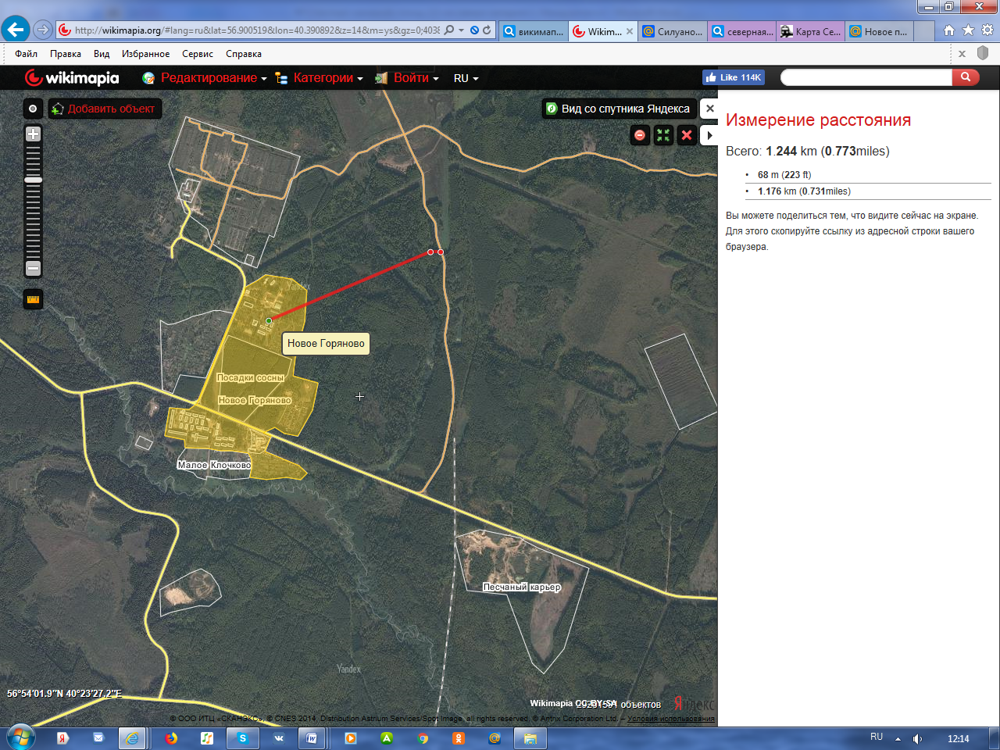 http://wikimapia.org/#lang=ru&lat=56.900519&lon=40.390892&z=14&m=ys&gz=0;4038
викимап...
Wikim...
Силуано...
северная...
Карта Се...
Новое п...
Файл Правка Вид Избранное Сервис Справка
x
wikimapia
Редактирование
Категории
Войти
RU
Like 114K
Добавить объект
Вид со спутника Яндекса
Измерение расстояния
Всего: 1.244 km (0.773miles)
• 68 m (223 ft)
• 1.176 km (0.731miles)
Вы можете поделиться тем, что видите сейчас на экране.
Для этого скопируйте ссылку из адресной строки вашего
браузера.
Yandex
Новое Горяново
Посадки сосны
Новое Горяново
Малое Клочково
Песчаный карьер
Yandex
56°54'01.9"N 40°23'27.2"E
Wikimapia CC-BY-SA
объектов
Яндекс
© ООО ИТЦ «СКАНЭКС», © CNES 2014, Distribution Astrium Services/Spot Image, all rights reserved, © Antrix Corporation Ltd. – Условия использования
RU
12:14